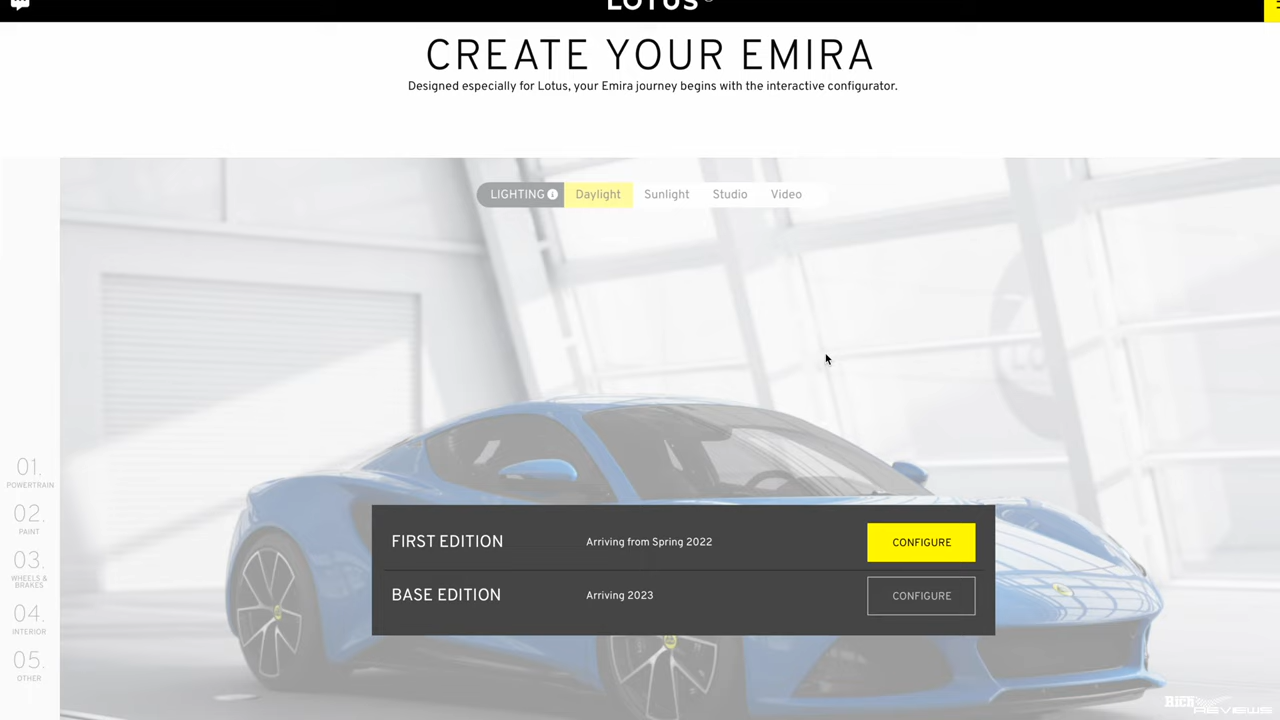 LOTUS
CREATE YOUR EMIRA
Designed especially for Lotus, your Emira journey begins with the interactive configurator.
LIGHTING i Daylight Sunlight Studio Video
01.
POWERTRAIN
02.
PAINT
03.
WHEELS &
BRAKES
04.
INTERIOR
05.
OTHER
FIRST EDITION Arriving from Spring 2022 CONFIGURE
BASE EDITION Arriving 2023 CONFIGURE
Rich
REVIEWS